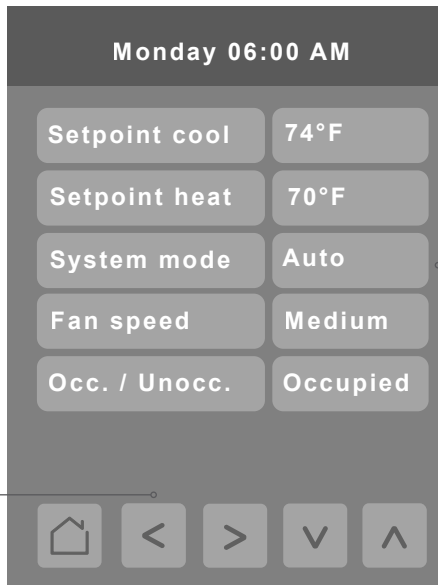 Monday 06:00 AM
Setpoint cool 74°F
Setpoint heat 70°F
System mode Auto
Fan speed Medium
Occ. / Unocc. Occupied
< > v ʌ